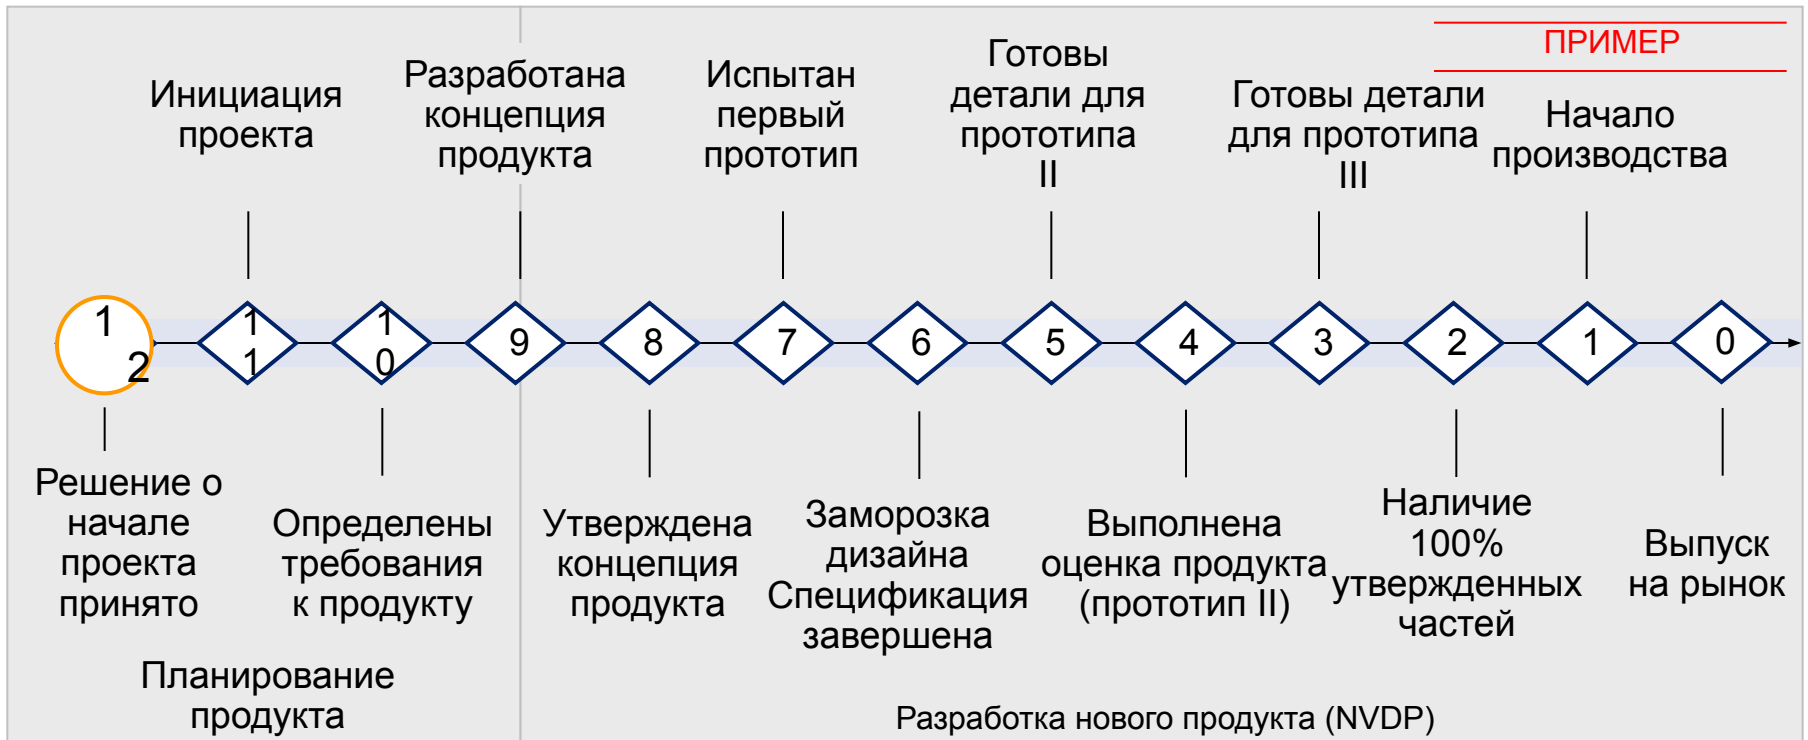 ПРИМЕР
Инициация
проекта
Разработана
концепция
продукта
Испытан
первый
прототип
Готовы
детали для
прототипа
II
Готовы детали
для прототипа
III
Начало
производства
1
2
1
1
1
0
9
8
7
6
5
4
3
2
1
0
Решение о
начале
проекта
принято
Определены
требования
к продукту
Утверждена
концепция
продукта
Заморозка
дизайна
Спецификация
завершена
Выполнена
оценка продукта
(прототип II)
Наличие
100%
утвержденных
частей
Выпуск
на рынок
Планирование
продукта
Разработка нового продукта (NVDP)